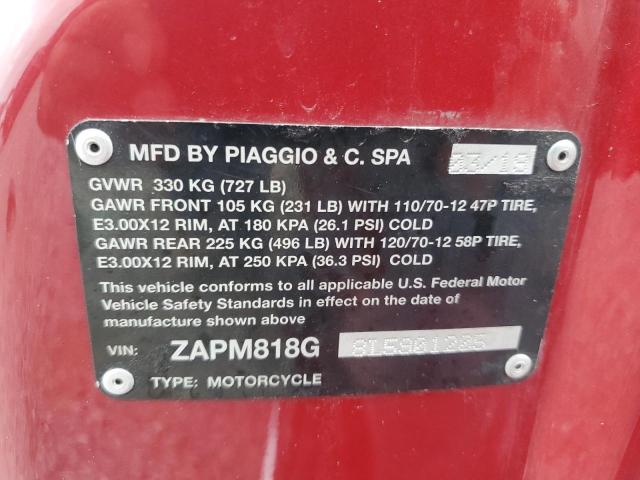 MFD BY PIAGGIO & C. SPA 03/18
GVWR 330 KG (727 LB)
GAWR FRONT 105 KG (231 LB) WITH 110/70-12 47P TIRE,
E3.00X12 RIM, AT 180 KPA (26.1 PSI) COLD
GAWR REAR 225 KG (496 LB) WITH 120/70-12 58P TIRE,
E3.00X12 RIM, AT 250 KPA (36.3 PSI) COLD
This vehicle conforms to all applicable U.S. Federal Motor
Vehicle Safety Standards in effect on the date of
manufacture shown above
VIN: ZAPM818G
TYPE: MOTORCYCLE